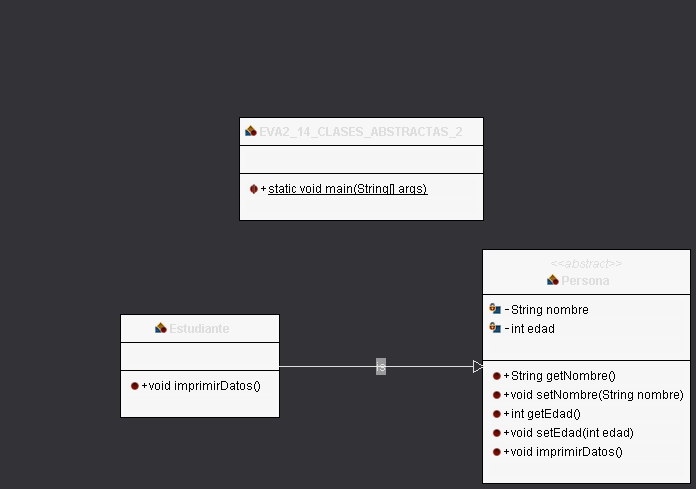 EVA2_14_CLASES_ABSTRACTAS_2
+static void main(String[] args)
<<abstract>>
Persona
-String nombre
-int edad
+String getNombre()
+void setNombre(String nombre)
+int getEdad()
+void setEdad(int edad)
+void imprimirDatos()
Estudiante
+void imprimirDatos()
is